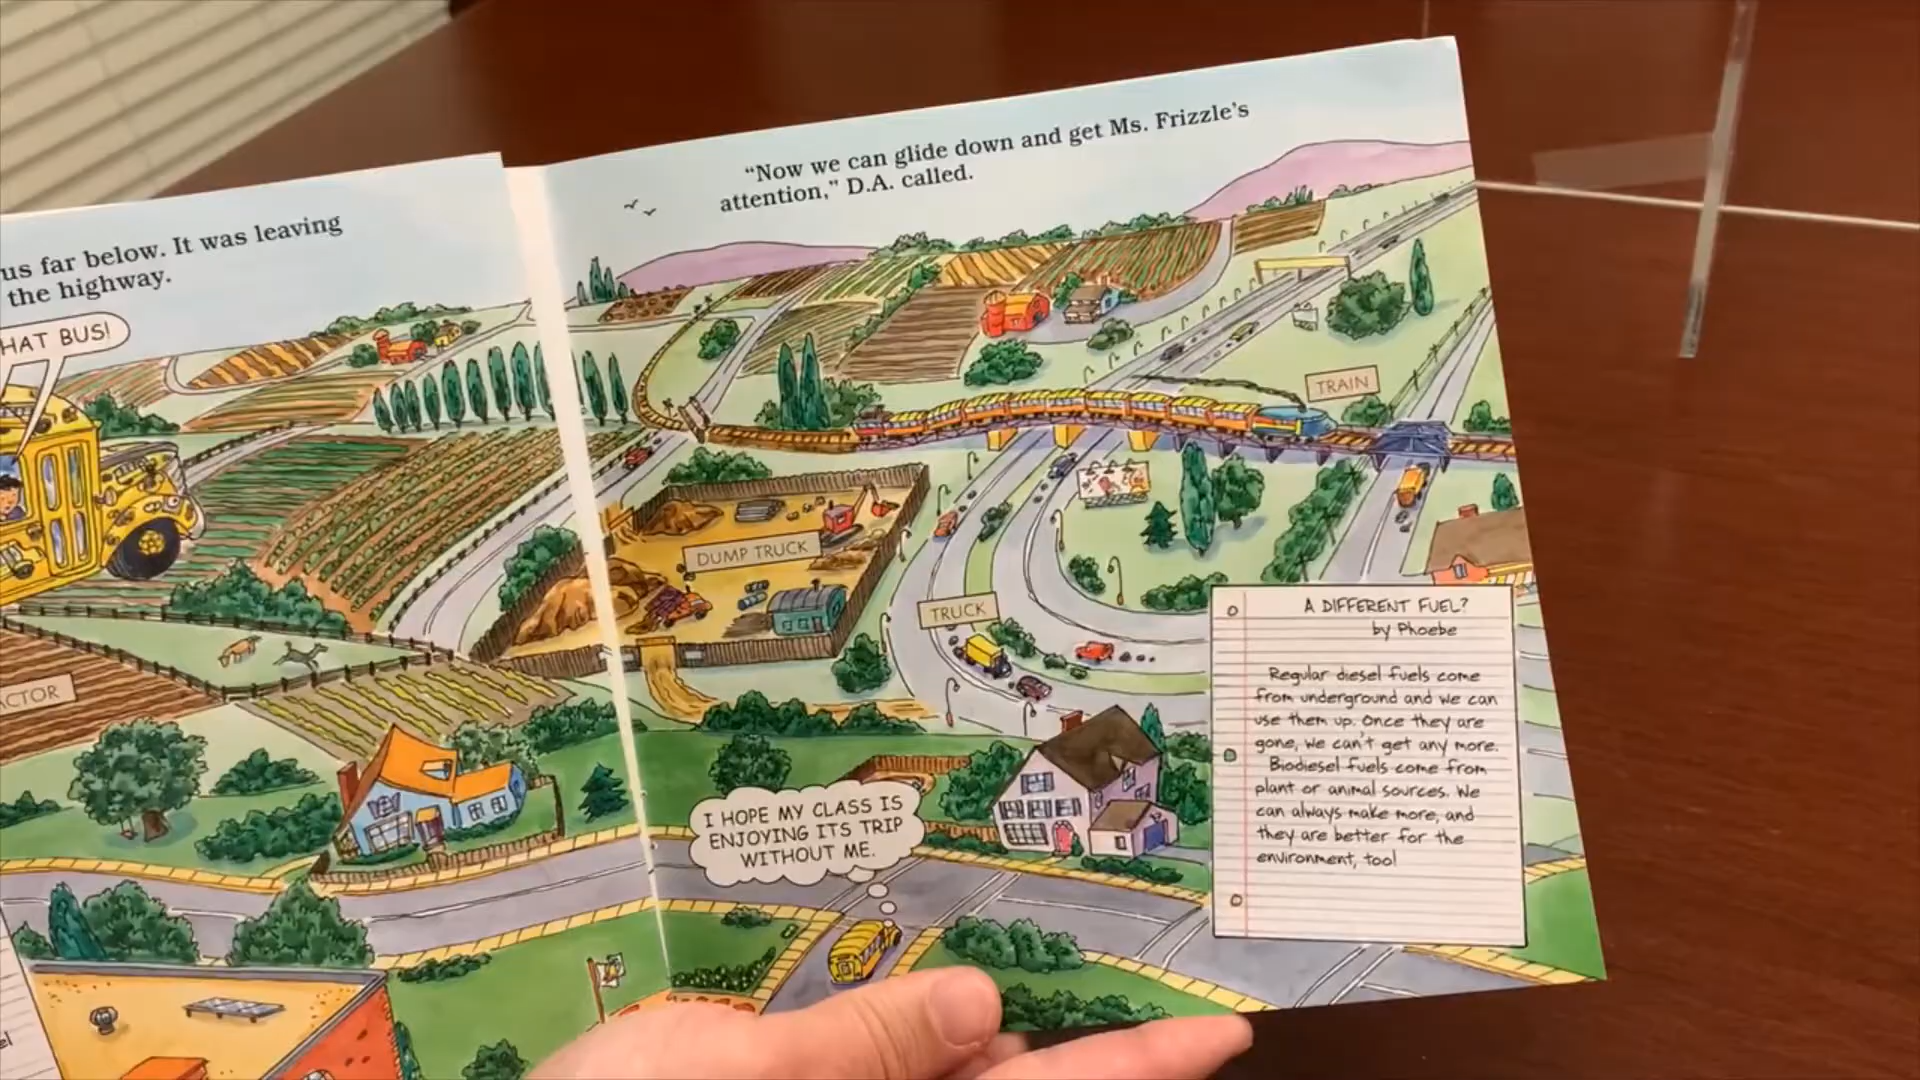 us far below. It was leaving
the highway.
HAT BUS!
ACTOR
"Now we can glide down and get Ms. Frizzle's
attention," D.A. called.
TRAIN
DUMP TRUCK
TRUCK
I HOPE MY CLASS IS
ENJOYING ITS TRIP
WITHOUT ME.
A DIFFERENT FUEL?
by Phoebe
Regular diesel fuels come
from underground and we can
use them up. Once they are
gone, we can't get any more.
Biodiesel fuels come from
plant or animal sources. We
can always make more, and
they are better for the
environment, too!